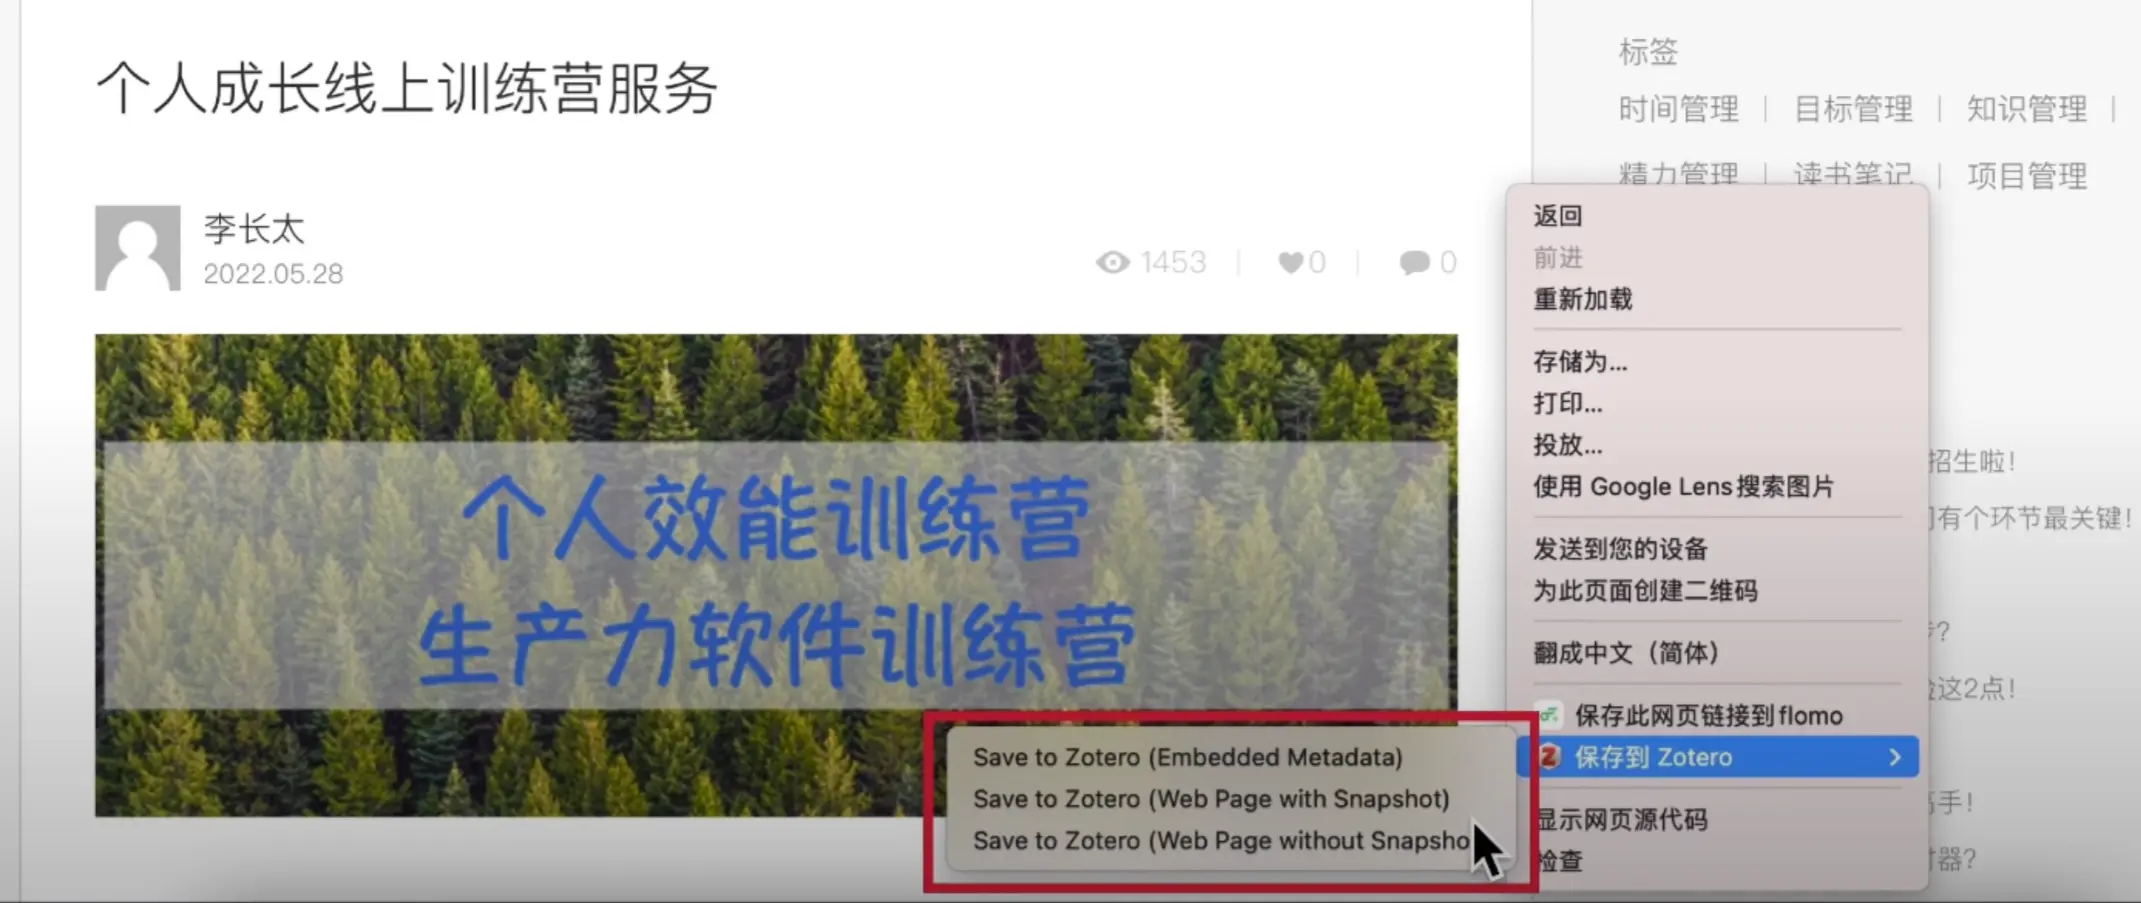 个人成长线上训练营服务
李长太
2022.05.28
1453 | 0 | 0
个人效能训练营
生产力软件训练营
标签
时间管理 | 目标管理 | 知识管理 |
精力管理 | 读书笔记 | 项目管理
返回
前进
重新加载
存储为...
打印...
投放...
使用 Google Lens搜索图片
发送到您的设备
为此页面创建二维码
翻成中文（简体）
保存此网页链接到flomo
保存到 Zotero
显示网页源代码
检查
Save to Zotero (Embedded Metadata)
Save to Zotero (Web Page with Snapshot)
Save to Zotero (Web Page without Snapsho
招生啦！
有个环节最关键！
？
这2点！
手！
器？